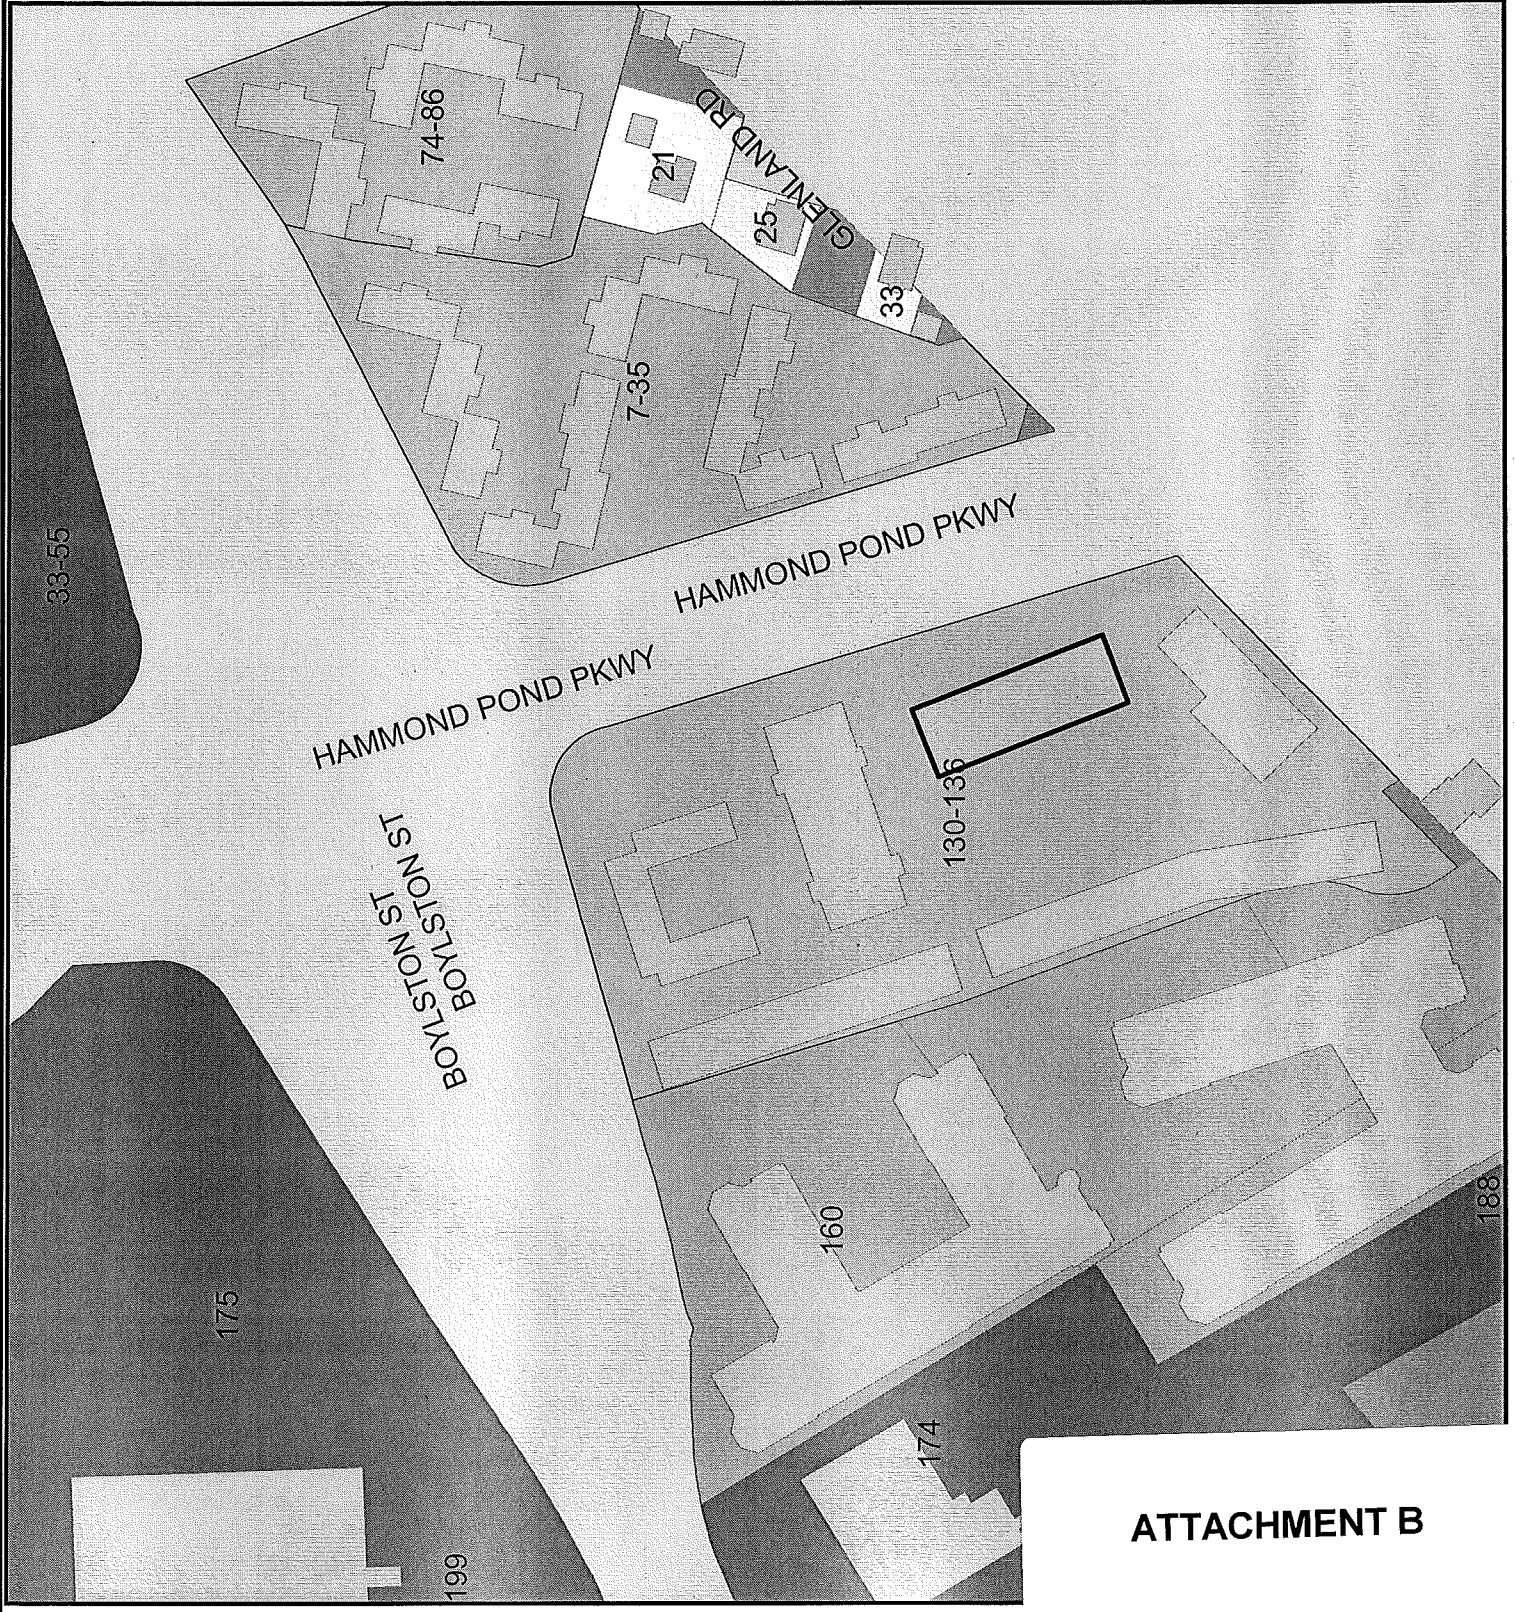 74-86
21
GLENLAND RD
25
33
7-35
33-55
HAMMOND POND PKWY
HAMMOND POND PKWY
130-136
BOYLSTON ST
BOYLSTON ST
160
188
175
174
199
ATTACHMENT B